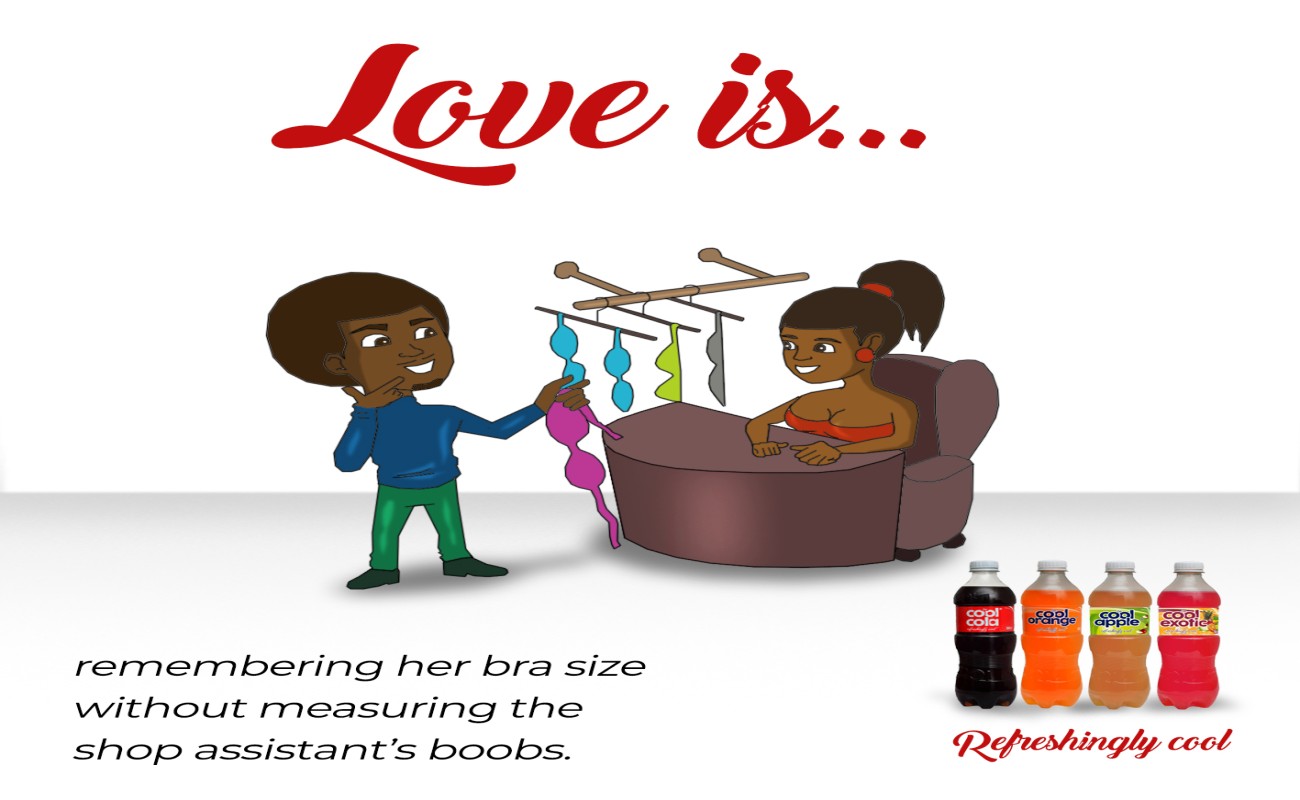 Love is...
cool
cola
cool
orange
cool
apple
cool
exotic
remembering her bra size
without measuring the
shop assistant’s boobs.
Refreshingly cool